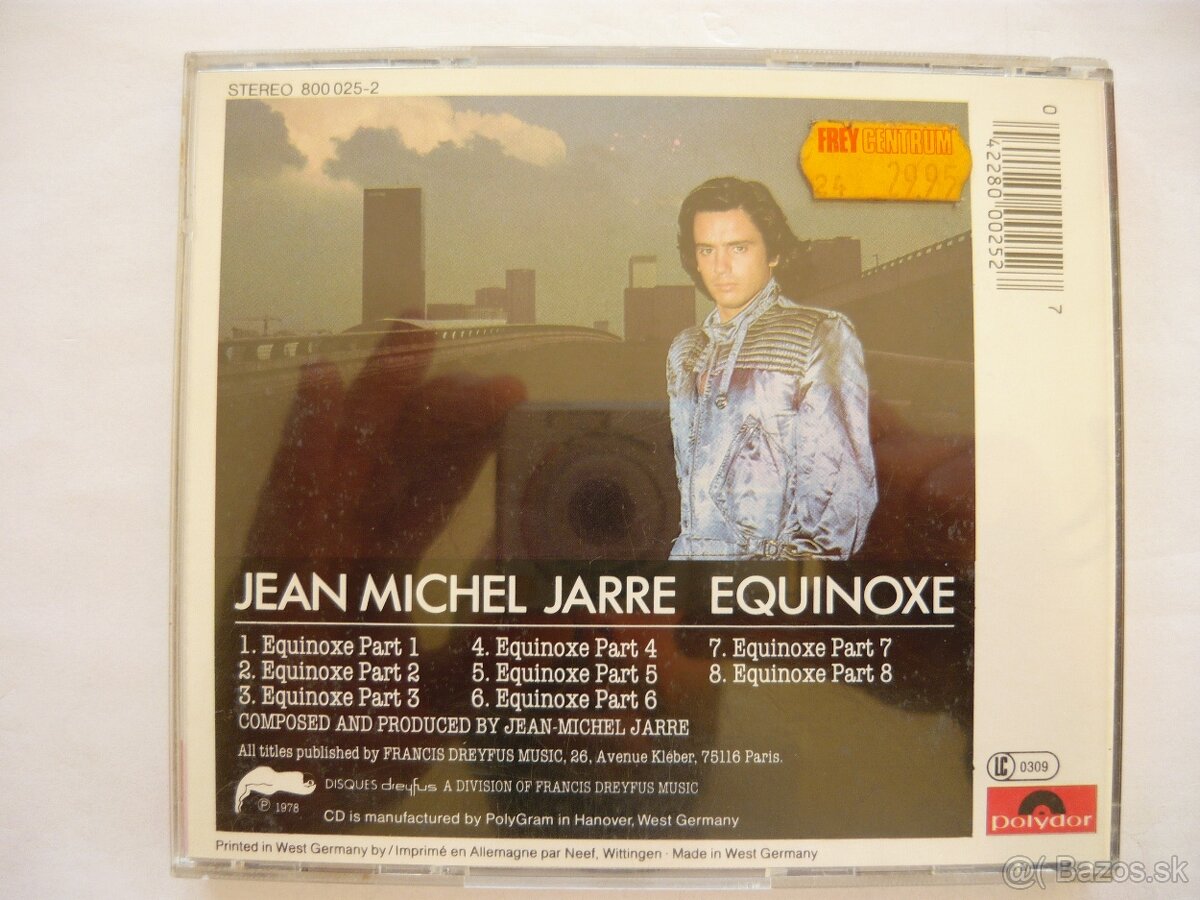 STEREO 800 025-2
FREY CENTRUM
24 29.95
0 42280 00252 7
JEAN MICHEL JARRE EQUINOXE
1. Equinoxe Part 1 4. Equinoxe Part 4 7. Equinoxe Part 7
2. Equinoxe Part 2 5. Equinoxe Part 5 8. Equinoxe Part 8
3. Equinoxe Part 3 6. Equinoxe Part 6
COMPOSED AND PRODUCED BY JEAN-MICHEL JARRE
All titles published by FRANCIS DREYFUS MUSIC, 26, Avenue Kléber, 75116 Paris.
DISQUES dreyfus A DIVISION OF FRANCIS DREYFUS MUSIC
℗ 1978
CD is manufactured by PolyGram in Hanover, West Germany
LC 0309
polydor
Printed in West Germany by / Imprimé en Allemagne par Neef, Wittingen · Made in West Germany
@( Bazos.sk